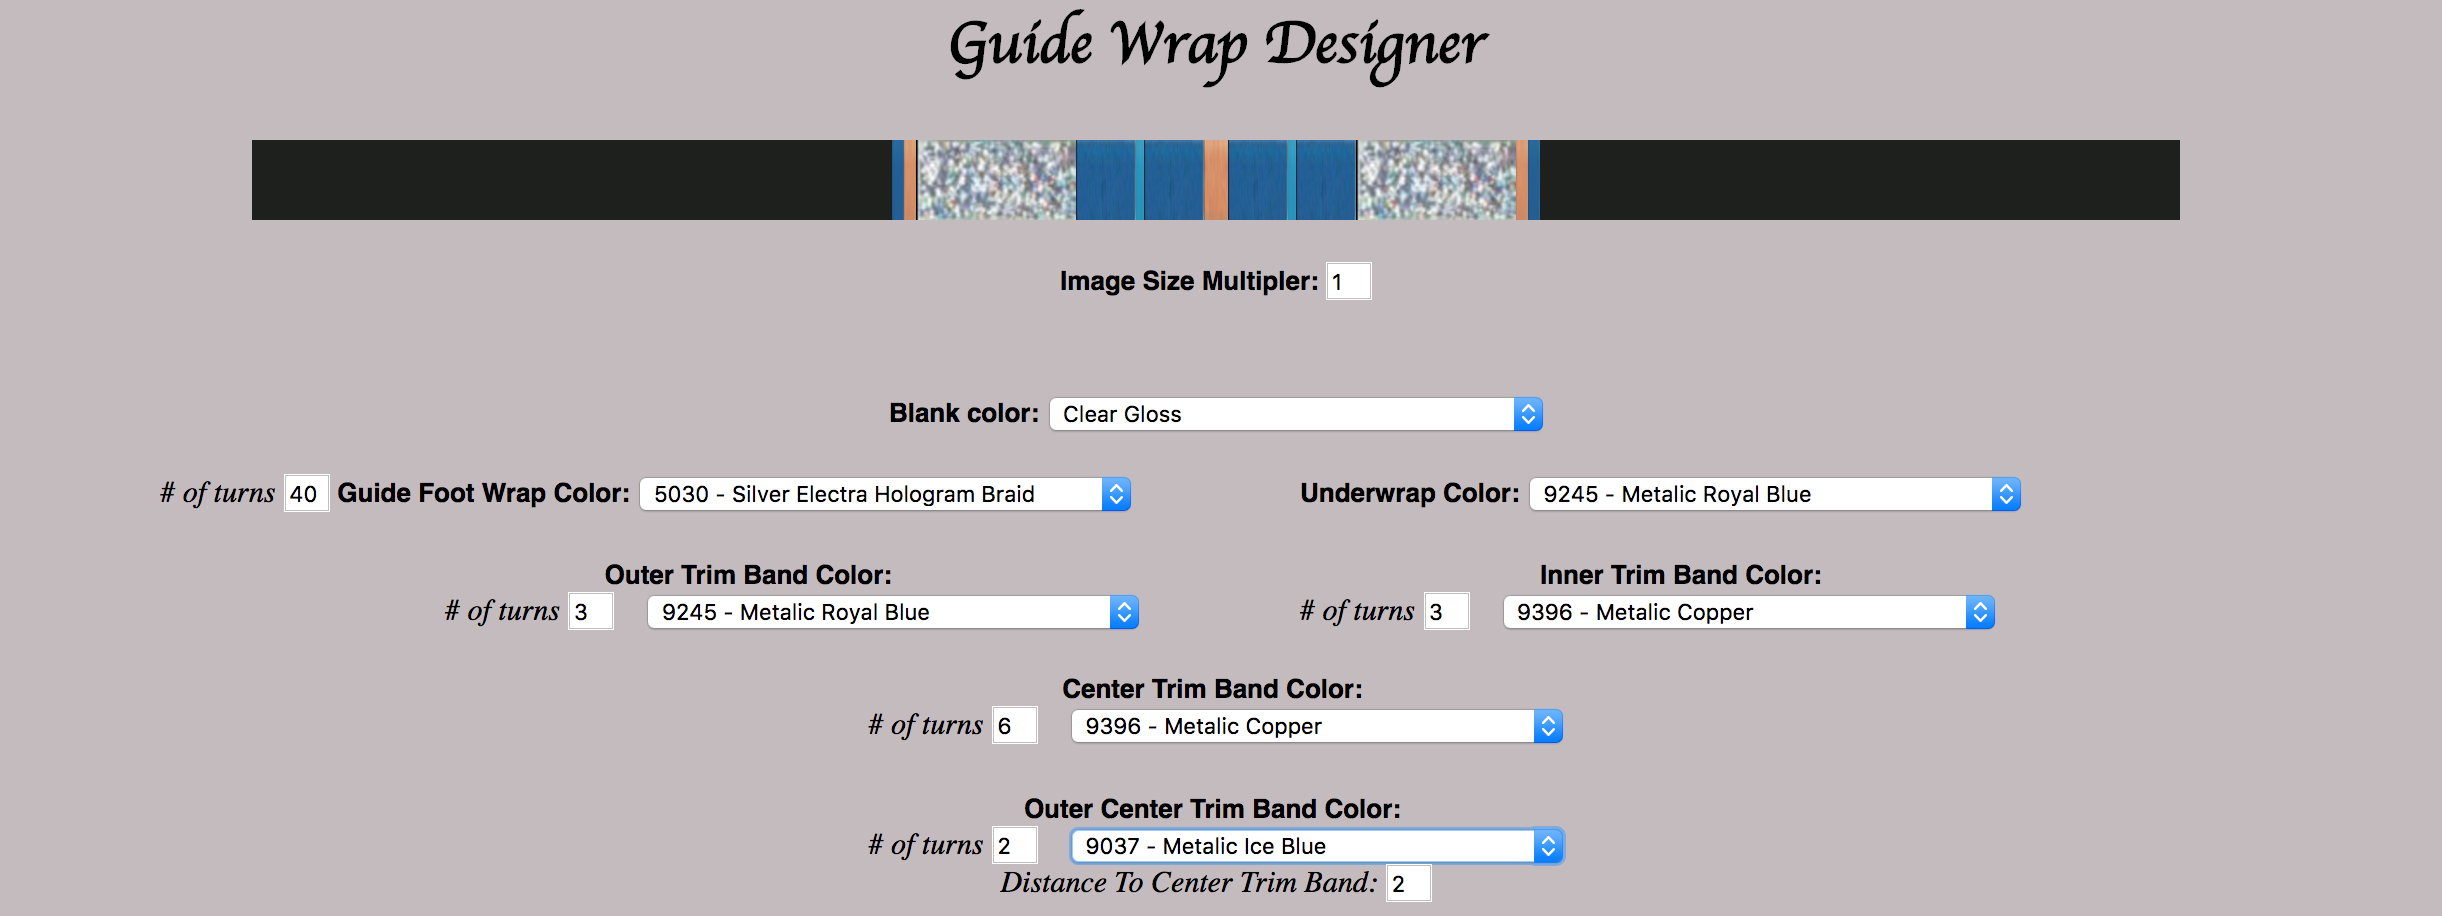 Guide Wrap Designer
Image Size Multipler: 1
Blank color: Clear Gloss
# of turns 40 Guide Foot Wrap Color: 5030 - Silver Electra Hologram Braid Underwrap Color: 9245 - Metalic Royal Blue
Outer Trim Band Color: Inner Trim Band Color:
# of turns 3 9245 - Metalic Royal Blue # of turns 3 9396 - Metalic Copper
Center Trim Band Color:
# of turns 6 9396 - Metalic Copper
Outer Center Trim Band Color:
# of turns 2 9037 - Metalic Ice Blue
Distance To Center Trim Band: 2